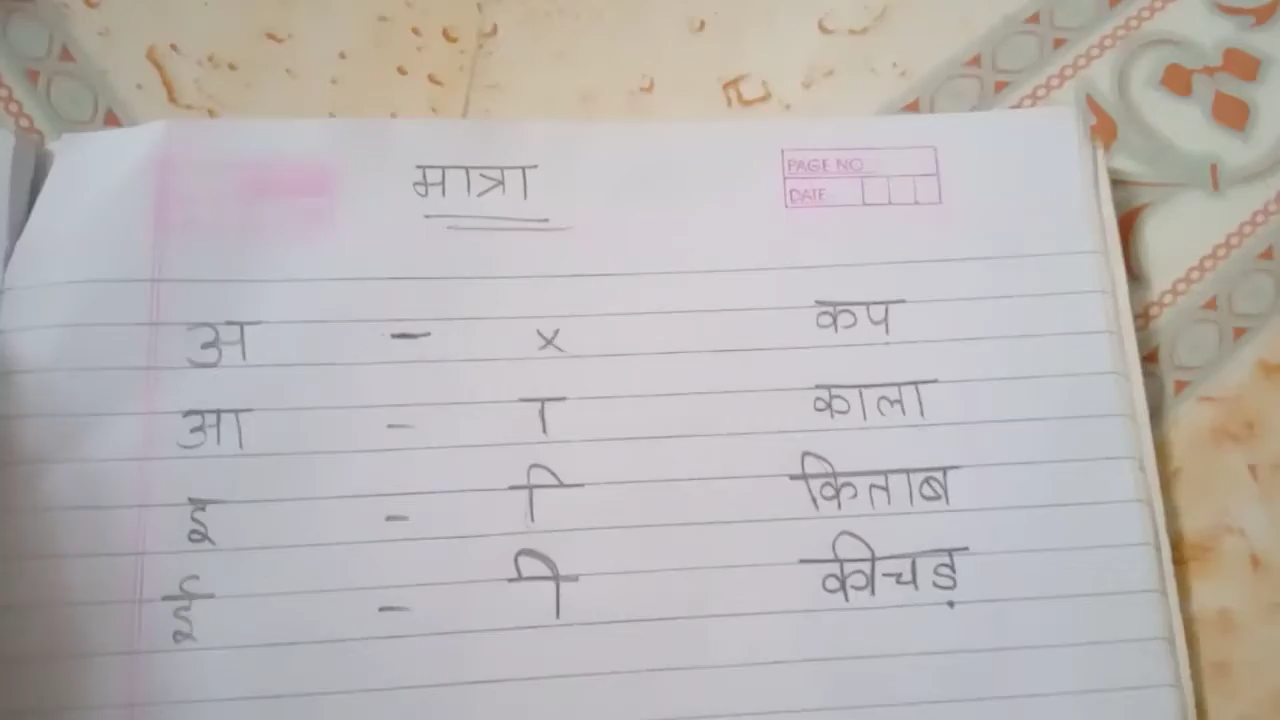 मात्रा
PAGE NO
DATE
अ - × कप
आ - ा काला
इ - ि किताब
ई - ी कीचड़